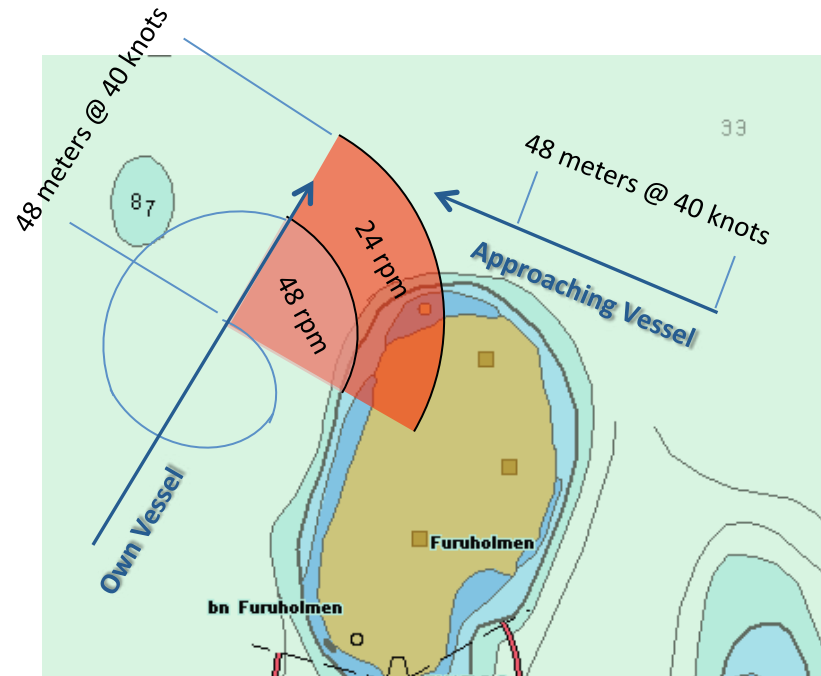 48 meters @ 40 knots
33
48 meters @ 40 knots
87
24 rpm
48 rpm
Approaching Vessel
Own Vessel
Furuholmen
bn Furuholmen